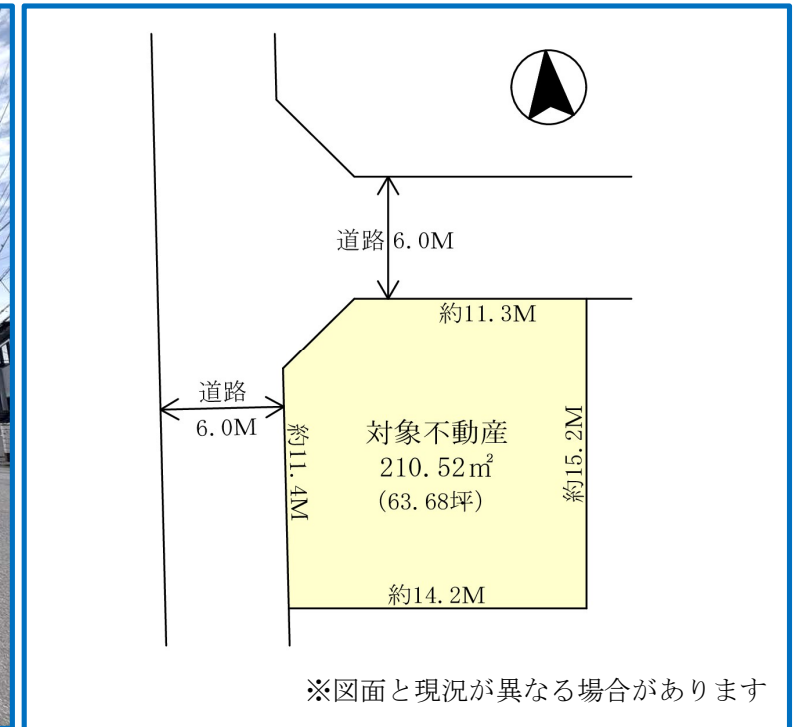 道路 6.0M
約11.3M
道路
6.0M
約11.4M
対象不動産
210.52㎡
(63.68坪)
約15.2M
約14.2M
※図面と現況が異なる場合があります